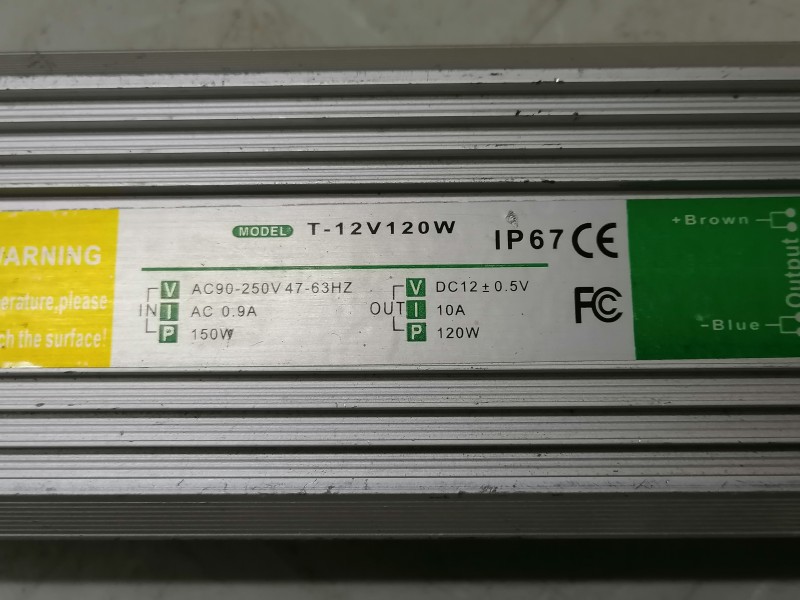 MODEL T-12V120W
IP67 CE
FC
WARNING
erature,please
ch the surface!
IN
V AC90-250V 47-63HZ
I AC 0.9A
P 150W
OUT
V DC12±0.5V
I 10A
P 120W
+Brown
-Blue
Output